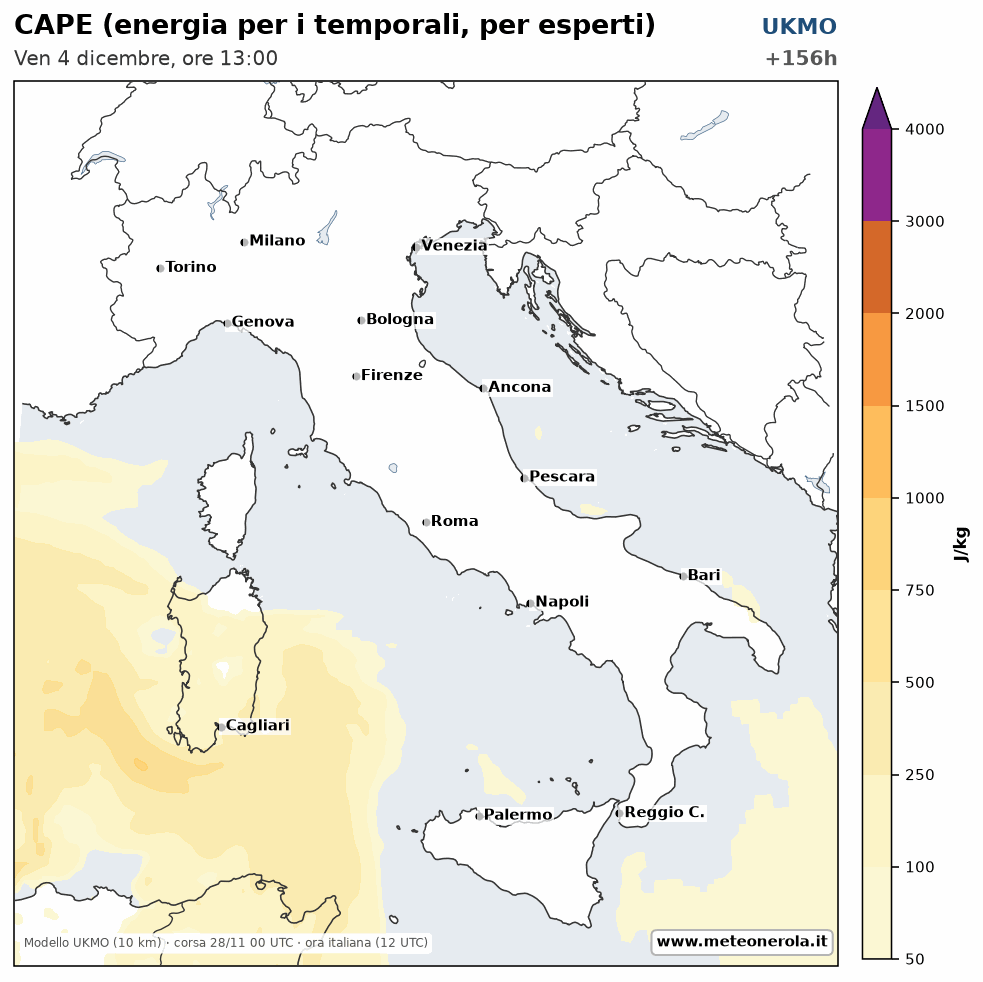 CAPE (energia per i temporali, per esperti)
UKMO
Ven 4 dicembre, ore 13:00
+156h
Milano
Venezia
Torino
Genova
Bologna
Firenze
Ancona
Pescara
Roma
Bari
Napoli
Cagliari
Palermo
Reggio C.
4000
3000
2000
1500
1000
750
500
250
100
50
J/kg
Modello UKMO (10 km) · corsa 28/11 00 UTC · ora italiana (12 UTC)
www.meteonerola.it